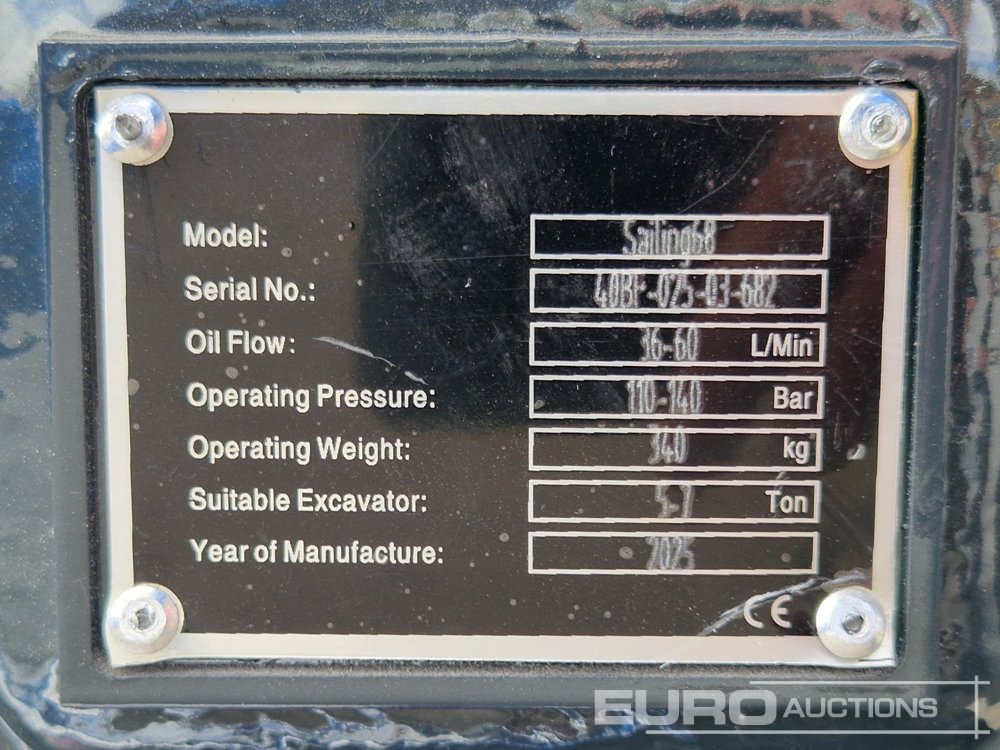 Model: Sailing68
Serial No.: 40BF-025-03-682
Oil Flow: 36-60 L/Min
Operating Pressure: 110-140 Bar
Operating Weight: 340 kg
Suitable Excavator: 5-7 Ton
Year of Manufacture: 2025
CE
EURO AUCTIONS